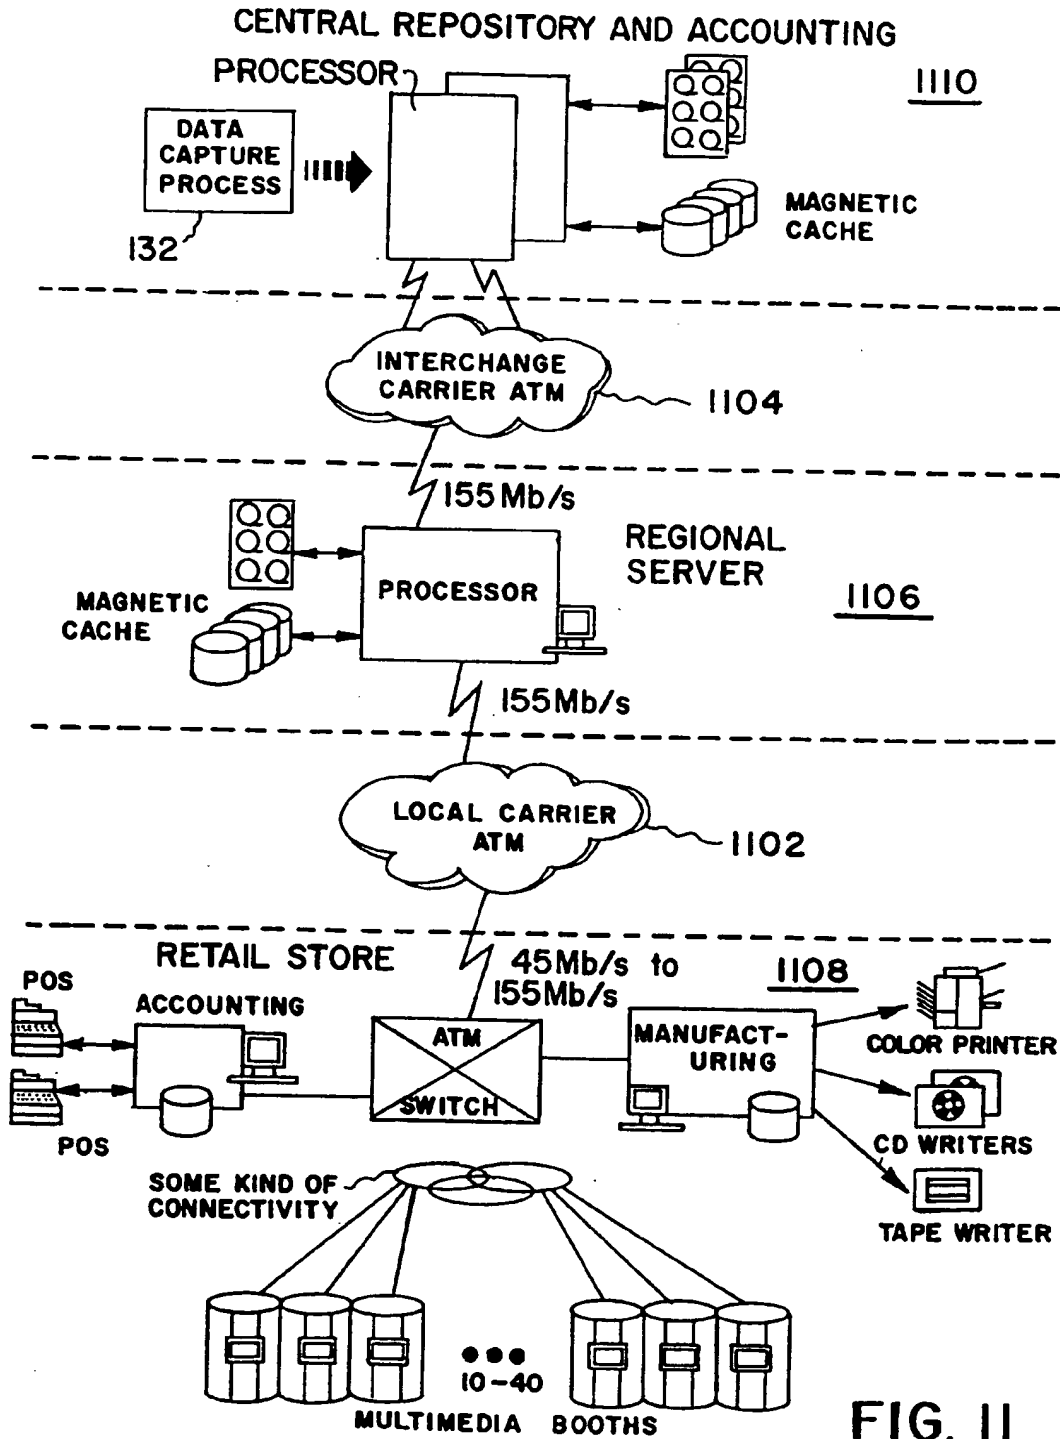 CENTRAL REPOSITORY AND ACCOUNTING
PROCESSOR
1110
DATA
CAPTURE
PROCESS
132
MAGNETIC
CACHE
INTERCHANGE
CARRIER ATM
1104
155Mb/s
REGIONAL
SERVER
PROCESSOR
1106
MAGNETIC
CACHE
155Mb/s
LOCAL CARRIER
ATM
1102
RETAIL STORE
45Mb/s to
155Mb/s
1108
POS
ACCOUNTING
ATM
SWITCH
MANUFACT-
URING
COLOR PRINTER
POS
CD WRITERS
SOME KIND OF
CONNECTIVITY
TAPE WRITER
10-40
MULTIMEDIA BOOTHS
FIG. 11